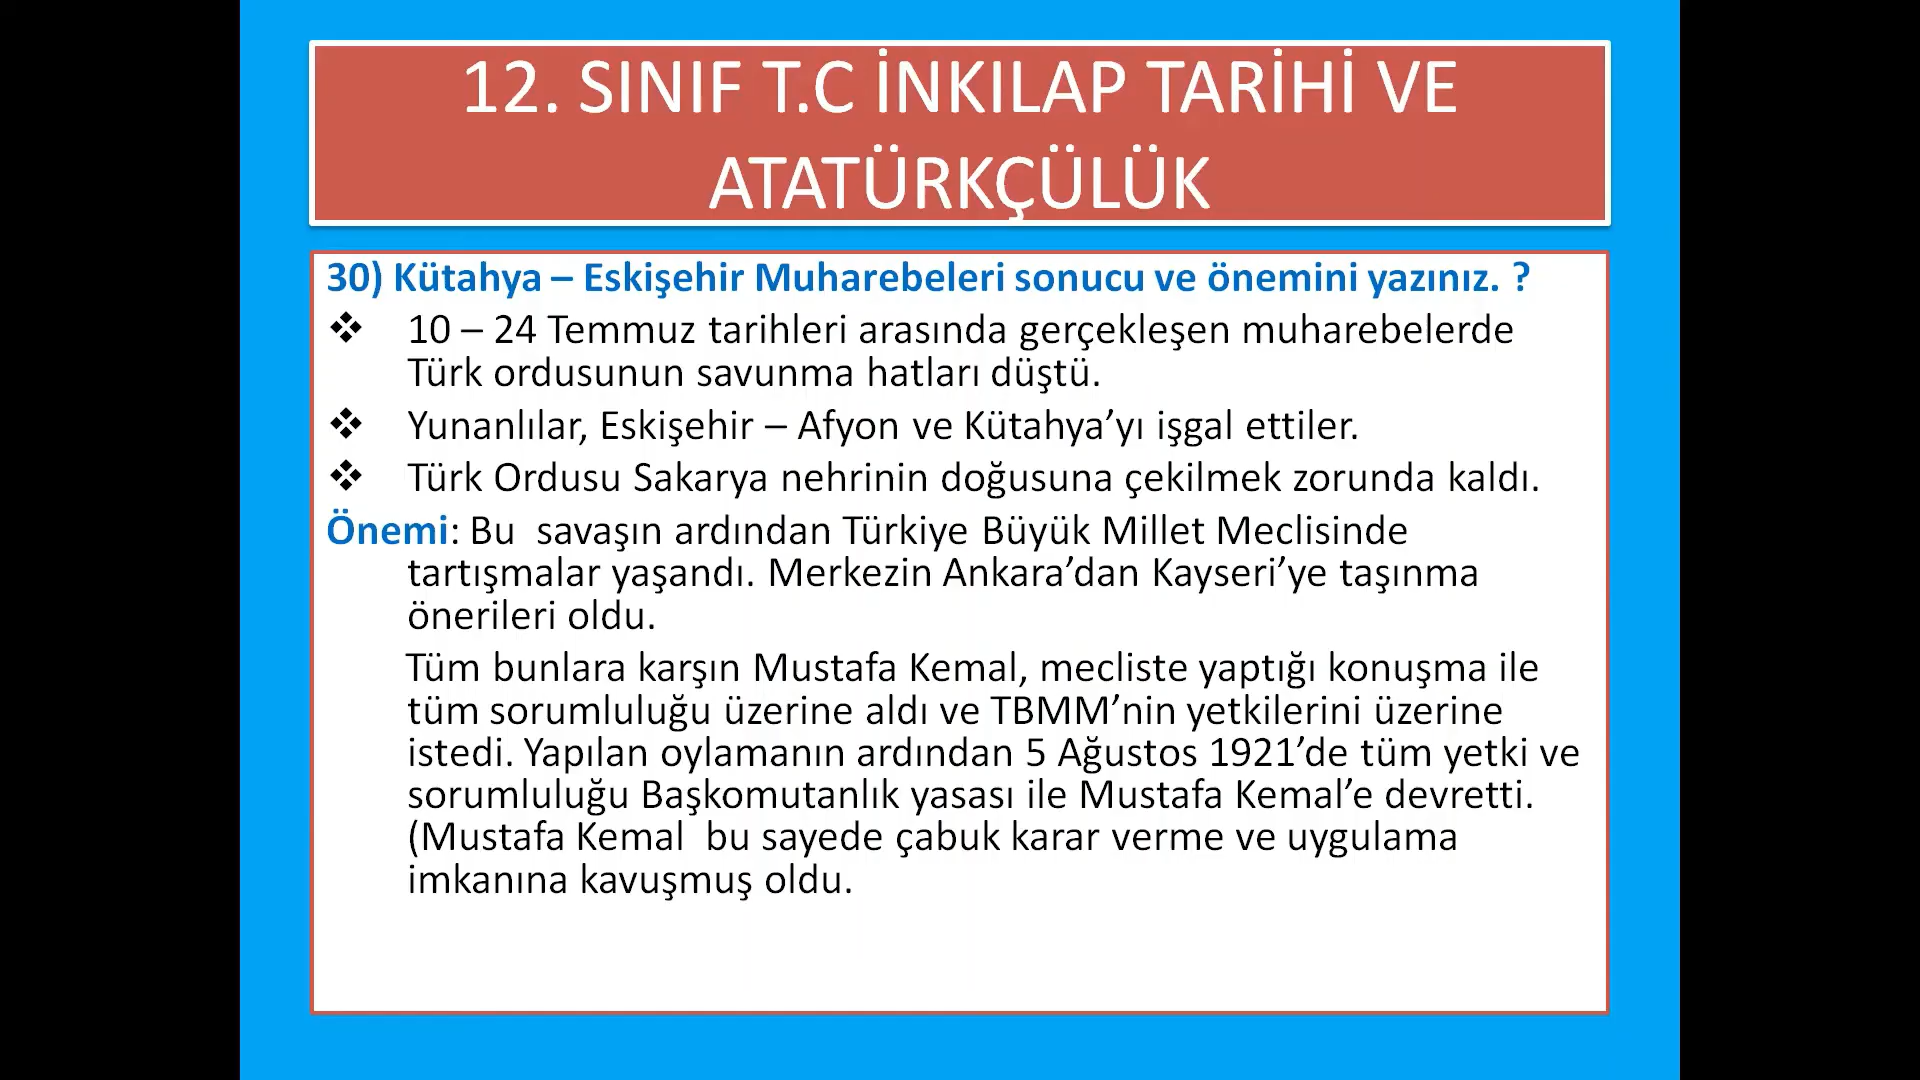 12. SINIF T.C İNKILAP TARİHİ VE
ATATÜRKÇÜLÜK
30) Kütahya – Eskişehir Muharebeleri sonucu ve önemini yazınız. ?
❖ 10 – 24 Temmuz tarihleri arasında gerçekleşen muharebelerde
Türk ordusunun savunma hatları düştü.
❖ Yunanlılar, Eskişehir – Afyon ve Kütahya’yı işgal ettiler.
❖ Türk Ordusu Sakarya nehrinin doğusuna çekilmek zorunda kaldı.
Önemi: Bu  savaşın ardından Türkiye Büyük Millet Meclisinde
tartışmalar yaşandı. Merkezin Ankara’dan Kayseri’ye taşınma
önerileri oldu.
Tüm bunlara karşın Mustafa Kemal, mecliste yaptığı konuşma ile
tüm sorumluluğu üzerine aldı ve TBMM’nin yetkilerini üzerine
istedi. Yapılan oylamanın ardından 5 Ağustos 1921’de tüm yetki ve
sorumluluğu Başkomutanlık yasası ile Mustafa Kemal’e devretti.
(Mustafa Kemal  bu sayede çabuk karar verme ve uygulama
imkanına kavuşmuş oldu.